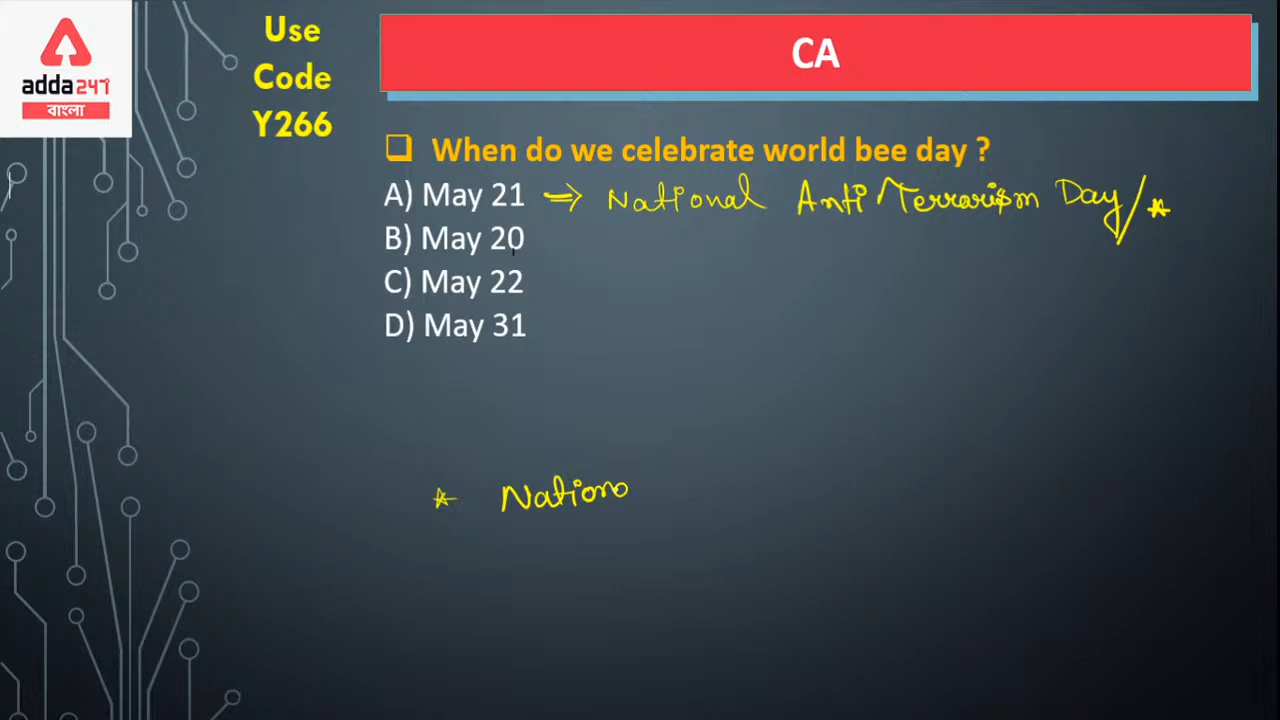 adda247
বাংলা
Use
Code
Y266
CA
When do we celebrate world bee day ?
A) May 21 ⇒ National Anti Terrorism Day/*
B) May 20
C) May 22
D) May 31
* Nationa